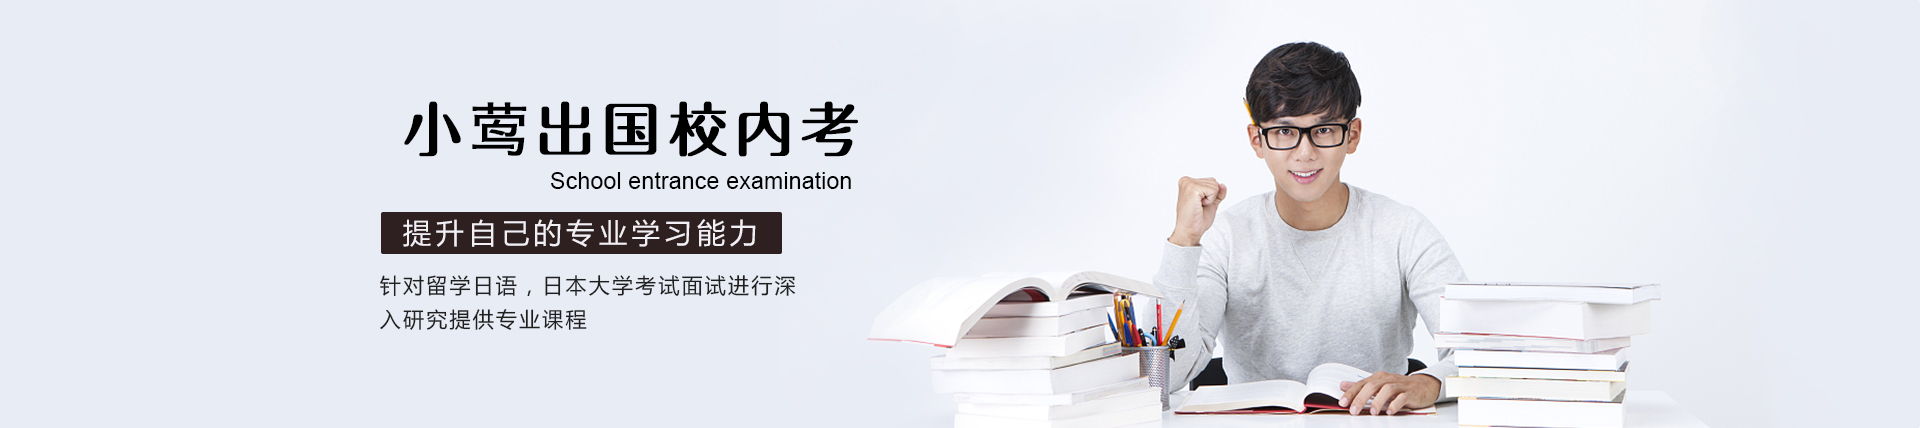 小莺出国校内考
School entrance examination
提升自己的专业学习能力
针对留学日语，日本大学考试面试进行深
入研究提供专业课程